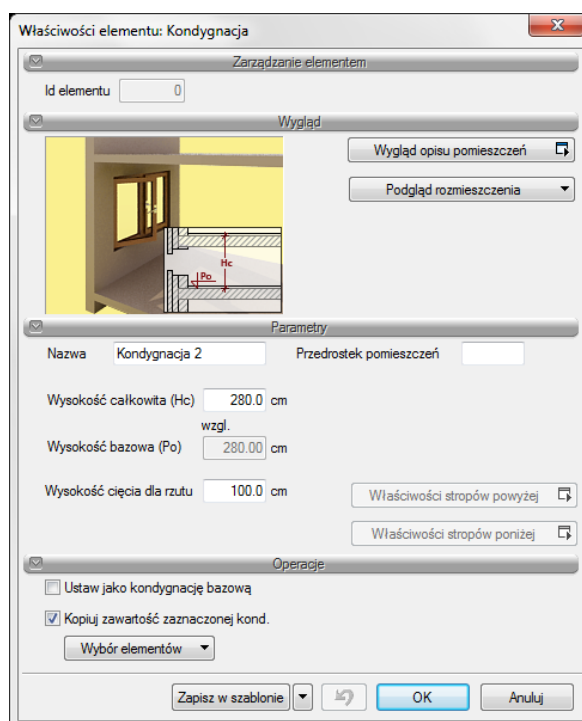 Właściwości elementu: Kondygnacja
Zarządzanie elementem
Id elementu 0
Wygląd
Wygląd opisu pomieszczeń
Podgląd rozmieszczenia
Hc
Po
Parametry
Nazwa Kondygnacja 2 Przedrostek pomieszczeń
Wysokość całkowita (Hc) 280.0 cm
wzgl.
Wysokość bazowa (Po) 280.00 cm
Wysokość cięcia dla rzutu 100.0 cm
Właściwości stropów powyżej
Właściwości stropów poniżej
Operacje
Ustaw jako kondygnację bazową
Kopiuj zawartość zaznaczonej kond.
Wybór elementów
Zapisz w szablonie OK Anuluj